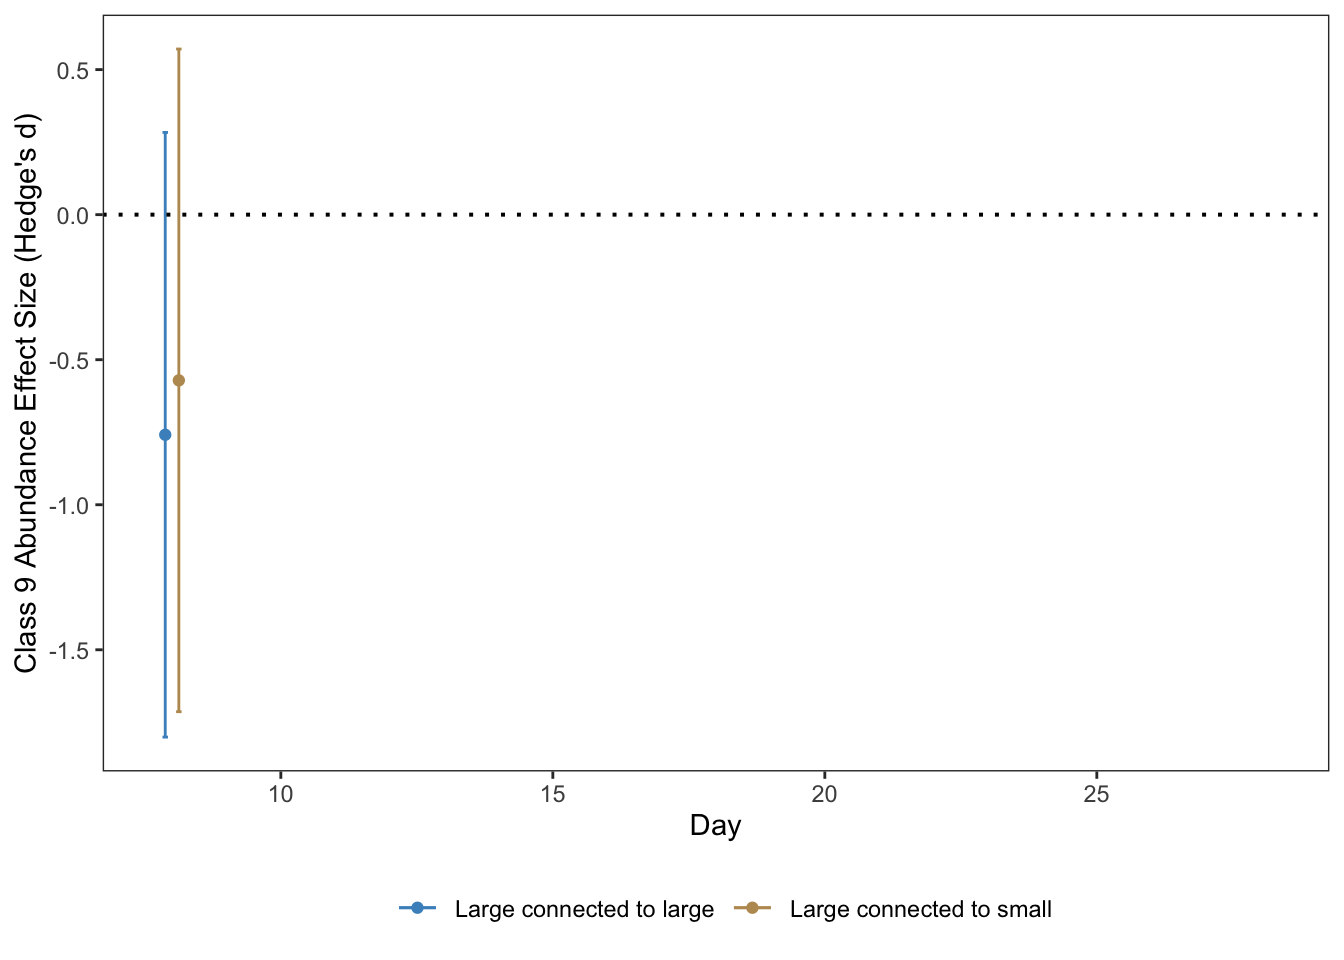 Class 9 Abundance Effect Size (Hedge's d)
0.5
0.0
-0.5
-1.0
-1.5
10 15 20 25
Day
Large connected to large Large connected to small